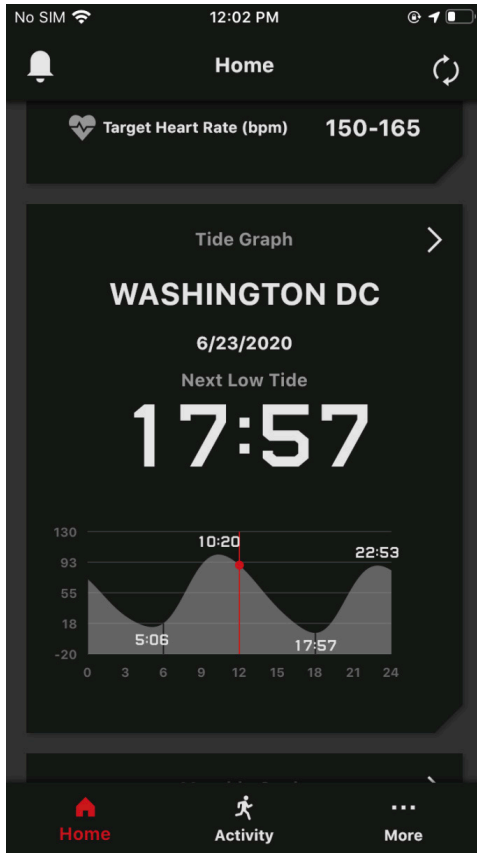 No SIM 12:02 PM
Home
Target Heart Rate (bpm) 150-165
Tide Graph
WASHINGTON DC
6/23/2020
Next Low Tide
17:57
130
10:20
22:53
93
55
18
5:06
17:57
-20
0 3 6 9 12 15 18 21 24
Home Activity More